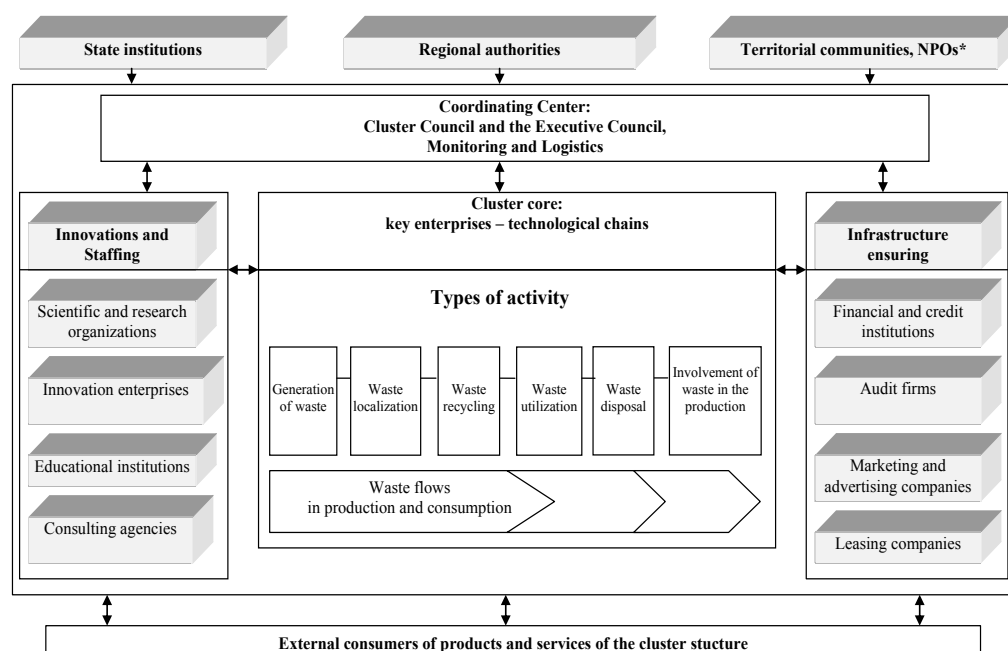 State institutions
Regional authorities
Territorial communities, NPOs*
Coordinating Center:
Cluster Council and the Executive Council,
Monitoring and Logistics
Innovations and
Staffing
Scientific and research
organizations
Innovation enterprises
Educational institutions
Consulting agencies
Cluster core:
key enterprises – technological chains
Types of activity
Generation
of waste
Waste
localization
Waste
recycling
Waste
utilization
Waste
disposal
Involvement of
waste in the
production
Waste flows
in production and consumption
Infrastructure
ensuring
Financial and credit
institutions
Audit firms
Marketing and
advertising companies
Leasing companies
External consumers of products and services of the cluster stucture